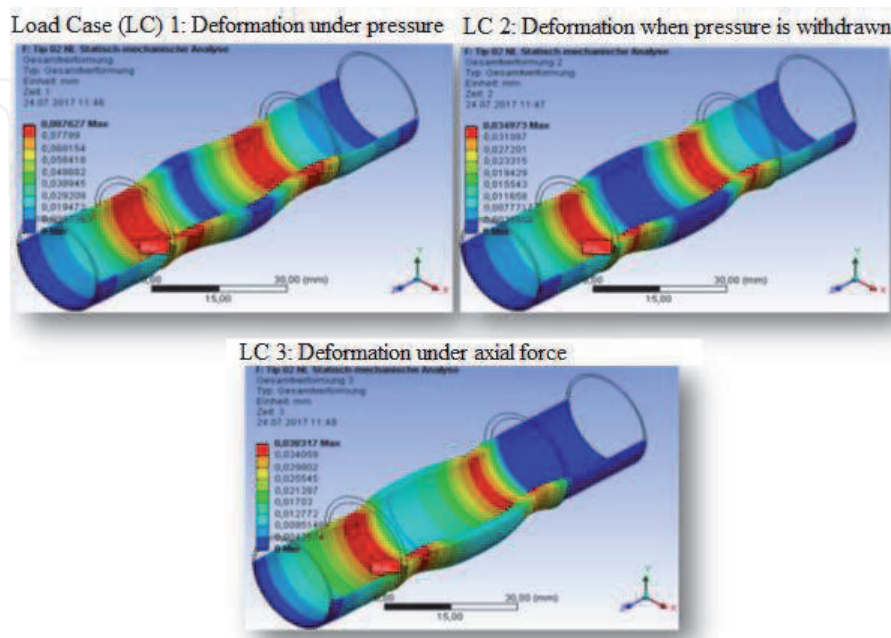 Load Case (LC) 1: Deformation under pressure
F: Tip 02 NL Statisch-mechanische Analyse
Gesamtverformung
Typ: Gesamtverformung
Einheit: mm
Zeit: 1
24.07.2017 11:46
0,087627 Max
0,07789
0,068154
0,058418
0,038945
0,029209
0,019473
0 Min
30,00 (mm)
15,00
Y
Z
X
LC 2: Deformation when pressure is withdrawn
F: Tip 02 NL Statisch-mechanische Analyse
Gesamtverformung 2
Typ: Gesamtverformung
Einheit: mm
Zeit: 2
24.07.2017 11:47
0,034973 Max
0,031087
0,027201
0,023315
0,019429
0,015543
0,011658
0 Min
30,00 (mm)
15,00
Y
Z
X
LC 3: Deformation under axial force
F: Tip 02 NL Statisch-mechanische Analyse
Gesamtverformung 3
Typ: Gesamtverformung
Einheit: mm
Zeit: 3
24.07.2017 11:49
0,038317 Max
0,034059
0,029802
0,025545
0,021287
0,01703
0,012772
0 Min
30,00 (mm)
15,00
Y
Z
X